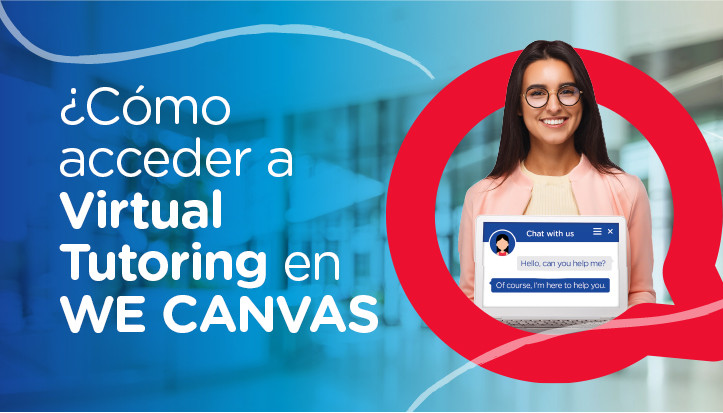 ¿Cómo
acceder a
Virtual
Tutoring en
WE CANVAS
Chat with us
Hello, can you help me?
Of course, I'm here to help you.